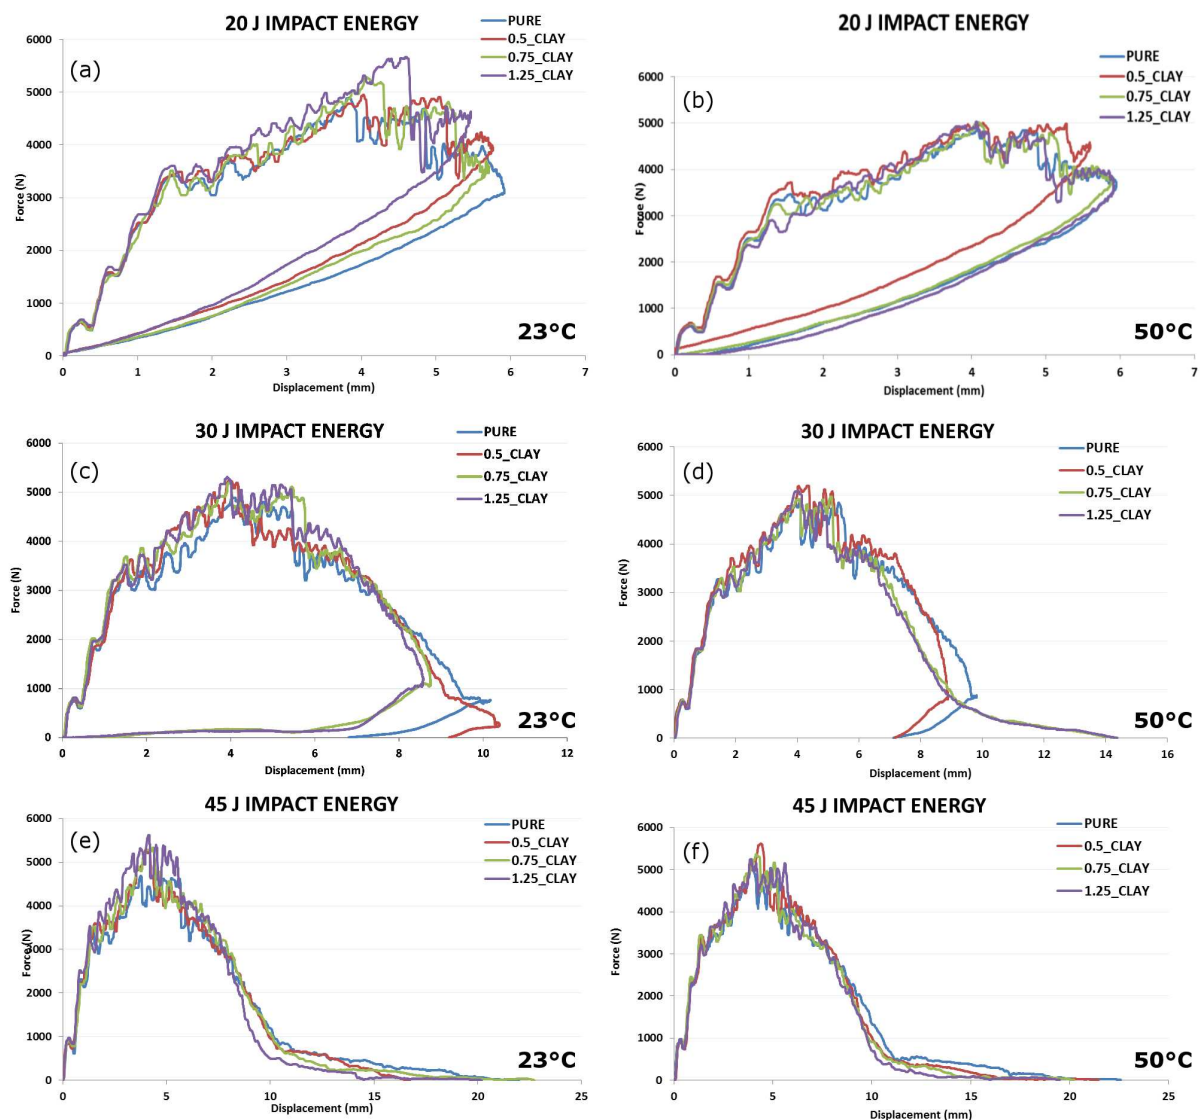 20 J IMPACT ENERGY
PURE
0.5_CLAY
0.75_CLAY
1.25_CLAY
(a)
6000
5000
4000
3000
2000
1000
0
Force (N)
23°C
0 1 2 3 4 5 6 7
Displacement (mm)
20 J IMPACT ENERGY
PURE
0.5_CLAY
0.75_CLAY
1.25_CLAY
(b)
6000
5000
4000
3000
2000
1000
0
Force (N)
50°C
0 1 2 3 4 5 6 7
Displacement (mm)
30 J IMPACT ENERGY
PURE
0.5_CLAY
0.75_CLAY
1.25_CLAY
(c)
6000
5000
4000
3000
2000
1000
0
Force (N)
23°C
0 2 4 6 8 10 12
Displacement (mm)
30 J IMPACT ENERGY
PURE
0.5_CLAY
0.75_CLAY
1.25_CLAY
(d)
6000
5000
4000
3000
2000
1000
0
Force (N)
50°C
0 2 4 6 8 10 12 14 16
Displacement (mm)
45 J IMPACT ENERGY
PURE
0.5_CLAY
0.75_CLAY
1.25_CLAY
(e)
6000
5000
4000
3000
2000
1000
0
Force (N)
23°C
0 5 10 15 20 25
Displacement (mm)
45 J IMPACT ENERGY
PURE
0.5_CLAY
0.75_CLAY
1.25_CLAY
(f)
6000
5000
4000
3000
2000
1000
0
Force (N)
50°C
0 5 10 15 20 25
Displacement (mm)